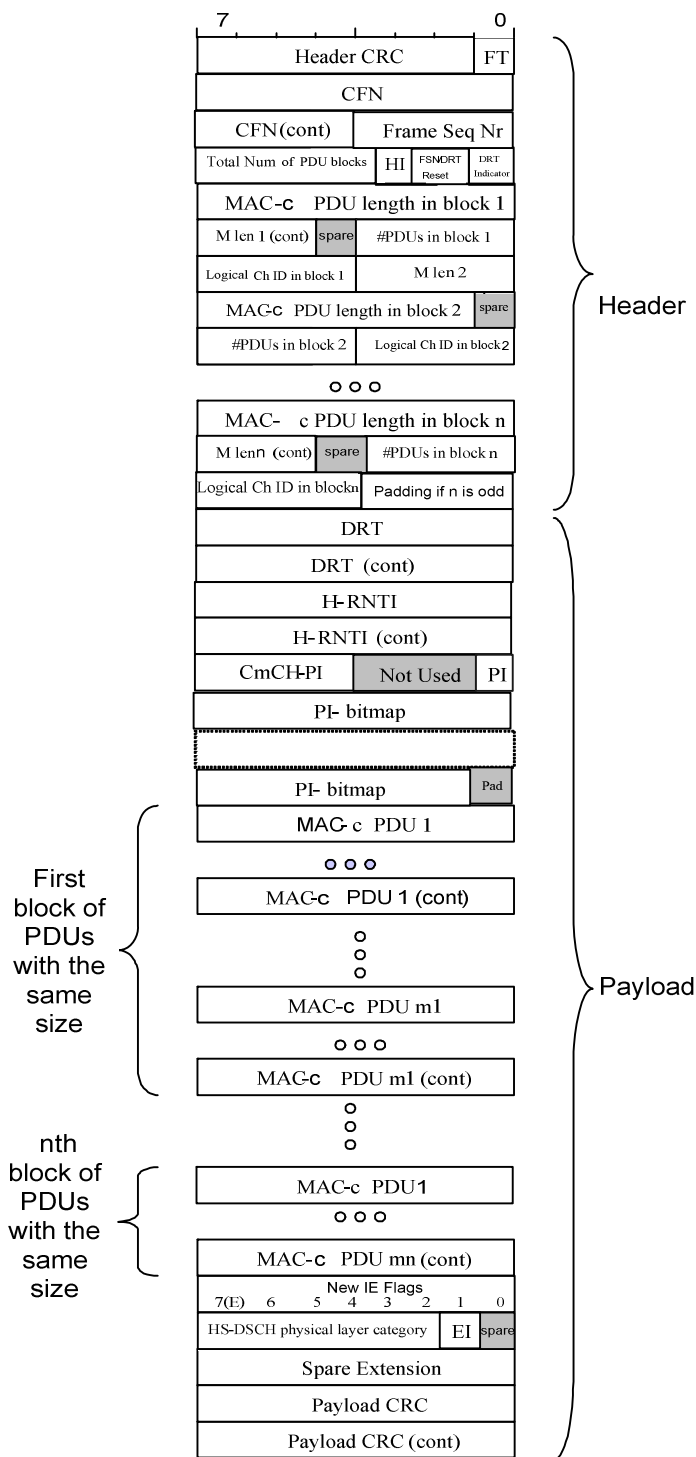 7 0
Header CRC FT
CFN
CFN (cont) Frame Seq Nr
Total Num of PDU blocks HI FSN/DRT Reset DRT Indicator
MAC-c PDU length in block 1
M len 1 (cont) spare #PDUs in block 1
Logical Ch ID in block 1 M len 2
MAC-c PDU length in block 2 spare
#PDUs in block 2 Logical Ch ID in block2
Header
MAC- c PDU length in block n
M lenn (cont) spare #PDUs in block n
Logical Ch ID in blockn Padding if n is odd
DRT
DRT (cont)
H-RNTI
H-RNTI (cont)
CmCH-PI Not Used PI
PI- bitmap
PI- bitmap Pad
MAC- c PDU 1
First
block of
PDUs
with the
same
size
MAC-c PDU 1 (cont)
MAC-c PDU m1
MAC-c PDU m1 (cont)
Payload
nth
block of
PDUs
with the
same
size
MAC-c PDU1
MAC-c PDU mn (cont)
New IE Flags
7(E) 6 5 4 3 2 1 0
HS-DSCH physical layer category EI spare
Spare Extension
Payload CRC
Payload CRC (cont)